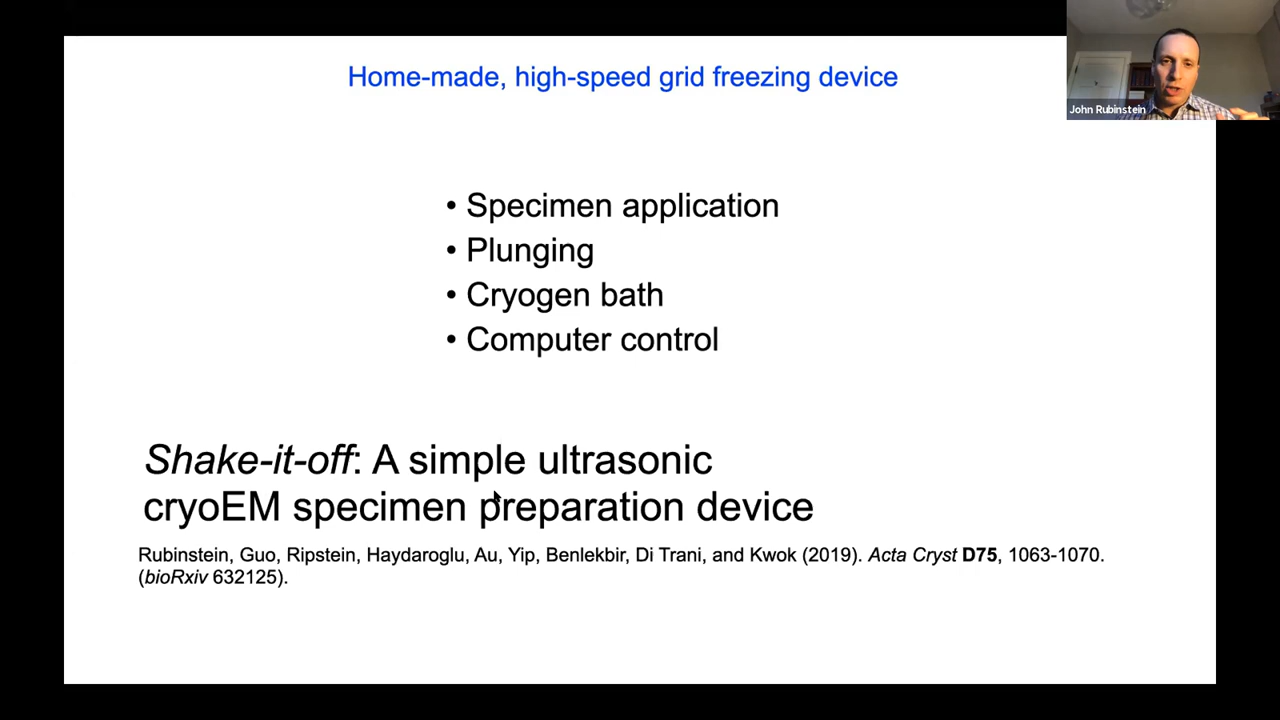 Home-made, high-speed grid freezing device
John Rubinstein
• Specimen application
• Plunging
• Cryogen bath
• Computer control
Shake-it-off: A simple ultrasonic
cryoEM specimen preparation device
Rubinstein, Guo, Ripstein, Haydaroglu, Au, Yip, Benlekbir, Di Trani, and Kwok (2019). Acta Cryst D75, 1063-1070.
(bioRxiv 632125).